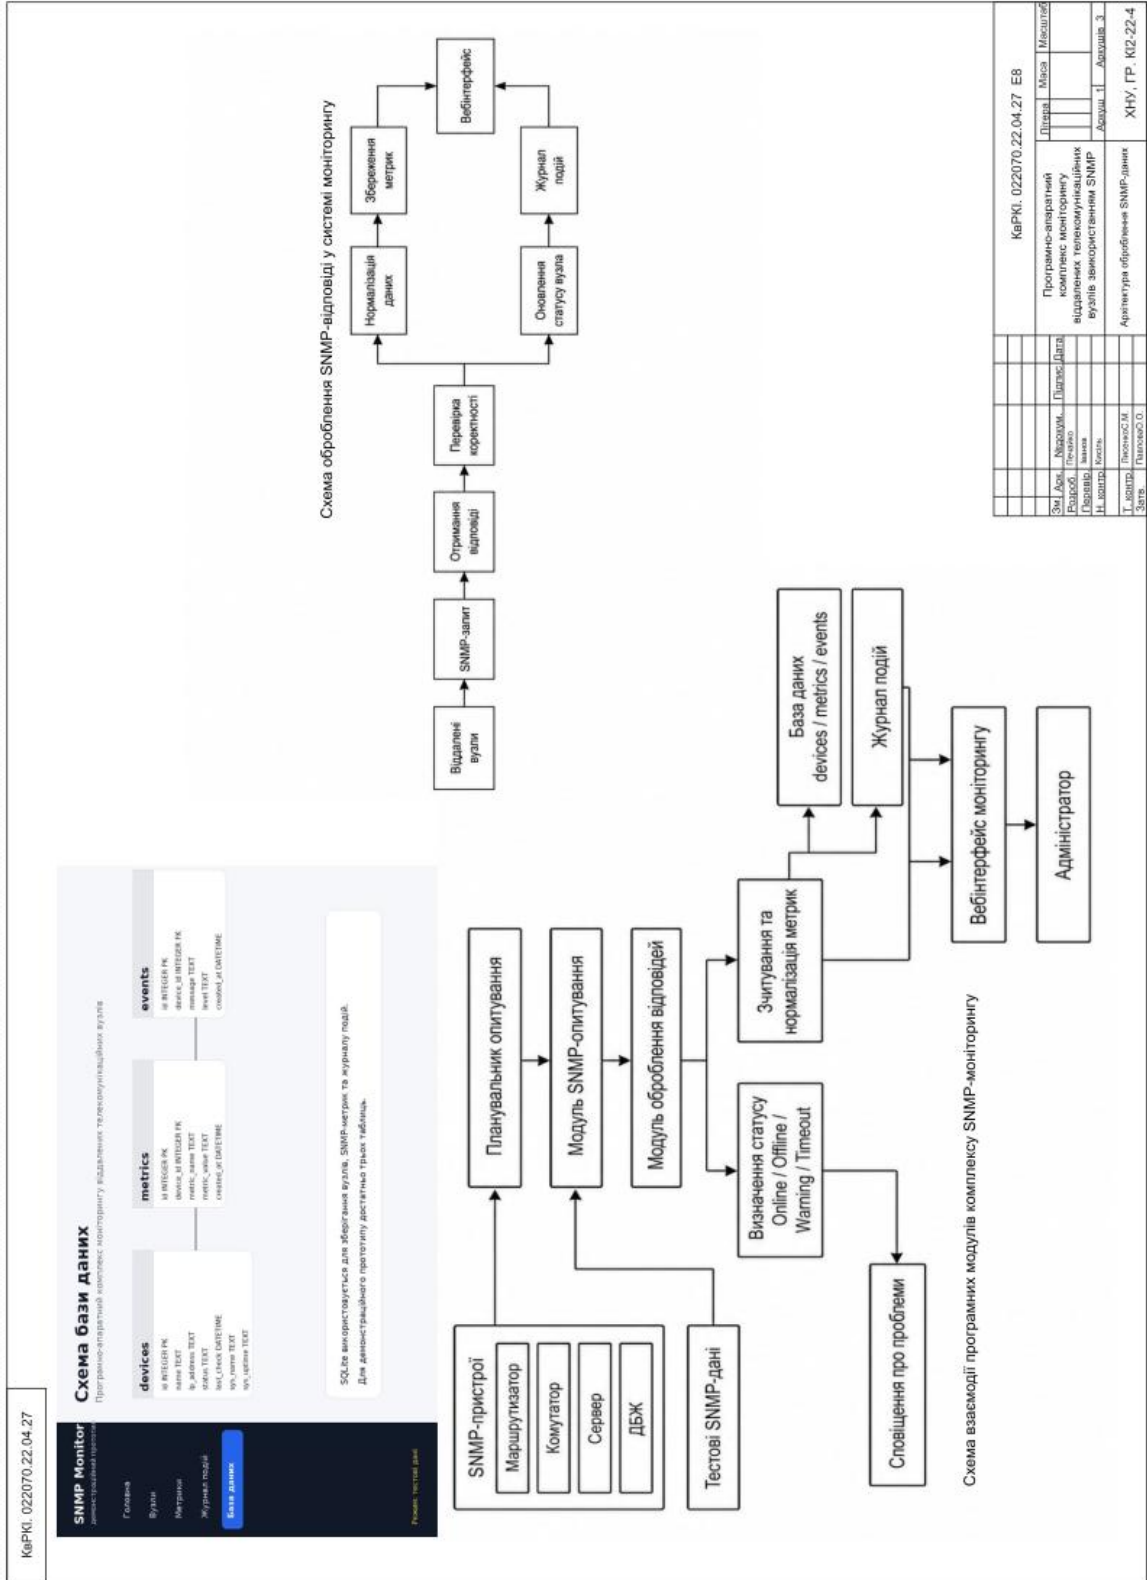 КвРКІ. 022070.22.04.27
SNMP Monitor
Головна
Вузли
Метрики
Журнал подій
База даних
Режим: тестові дані
Схема бази даних
Програмно-апаратний комплекс моніторингу віддалених телекомунікаційних вузлів
devices
id INTEGER PK
name TEXT
ip_address TEXT
status TEXT
last_check DATETIME
sys_name TEXT
sys_uptime TEXT
metrics
id INTEGER PK
device_id INTEGER FK
metric_name TEXT
metric_value TEXT
created_at DATETIME
events
id INTEGER PK
device_id INTEGER FK
message TEXT
level TEXT
created_at DATETIME
SQLite використовується для зберігання вузлів, SNMP-метрик та журналу подій.
Для демонстраційного прототипу достатньо трьох таблиць.
Схема оброблення SNMP-відповіді у системі моніторингу
Віддалені
вузли
SNMP-запит
Отримання
відповіді
Перевірка
коректності
Нормалізація
даних
Збереження
метрик
Оновлення
статусу вузла
Журнал
подій
Вебінтерфейс
SNMP-пристрої
Маршрутизатор
Комутатор
Сервер
ДБЖ
Тестові SNMP-дані
Планувальник опитування
Модуль SNMP-опитування
Модуль оброблення відповідей
Визначення статусу
Online / Offline /
Warning / Timeout
Зчитування та
нормалізація метрик
Сповіщення про проблеми
База даних
devices / metrics / events
Журнал подій
Вебінтерфейс моніторингу
Адміністратор
Схема взаємодії програмних модулів комплексу SNMP-моніторингу
КвРКІ. 022070.22.04.27 Е8
Зм. Арк. №докум. Підпис Дата
Розроб. Печайко
Перевір. Іванов
Н. контр. Кисіль
Т. контр. ЛисенкоС.М.
Затв. ПавловаО.О.
Програмно-апаратний
комплекс моніторингу
віддалених телекомунікаційних
вузлів звикористанням SNMP
Архітектура оброблення SNMP-даних
Літера Маса Масштаб
Аркуш 1 Аркушів 3
ХНУ, ГР. КІ2-22-4